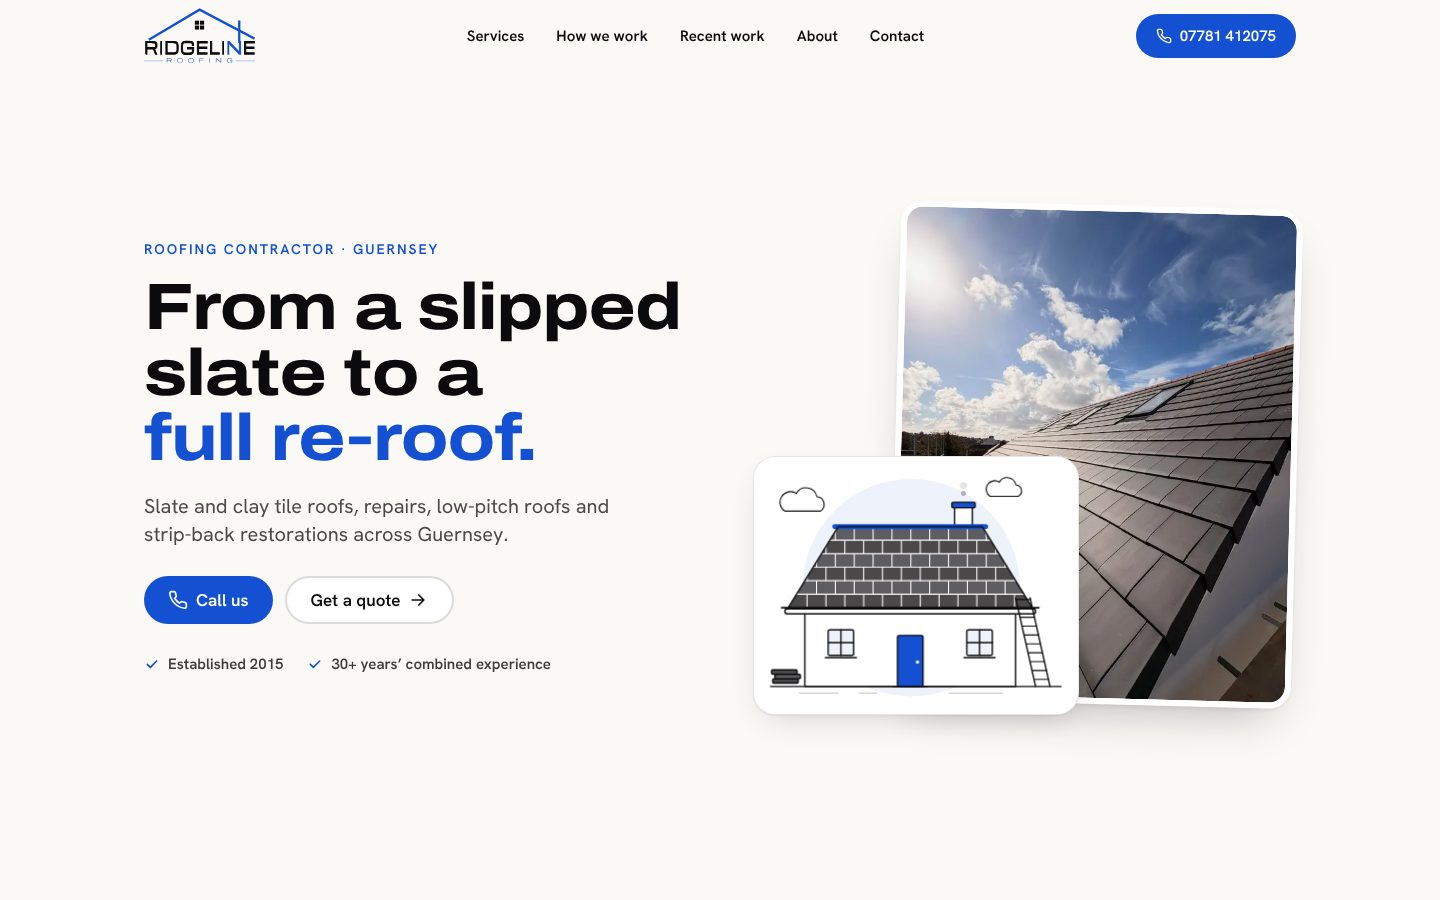 RIDGELINE
ROOFING
Services
How we work
Recent work
About
Contact
07781 412075
ROOFING CONTRACTOR · GUERNSEY
From a slipped
slate to a
full re-roof.
Slate and clay tile roofs, repairs, low-pitch roofs and
strip-back restorations across Guernsey.
Call us
Get a quote
Established 2015
30+ years’ combined experience